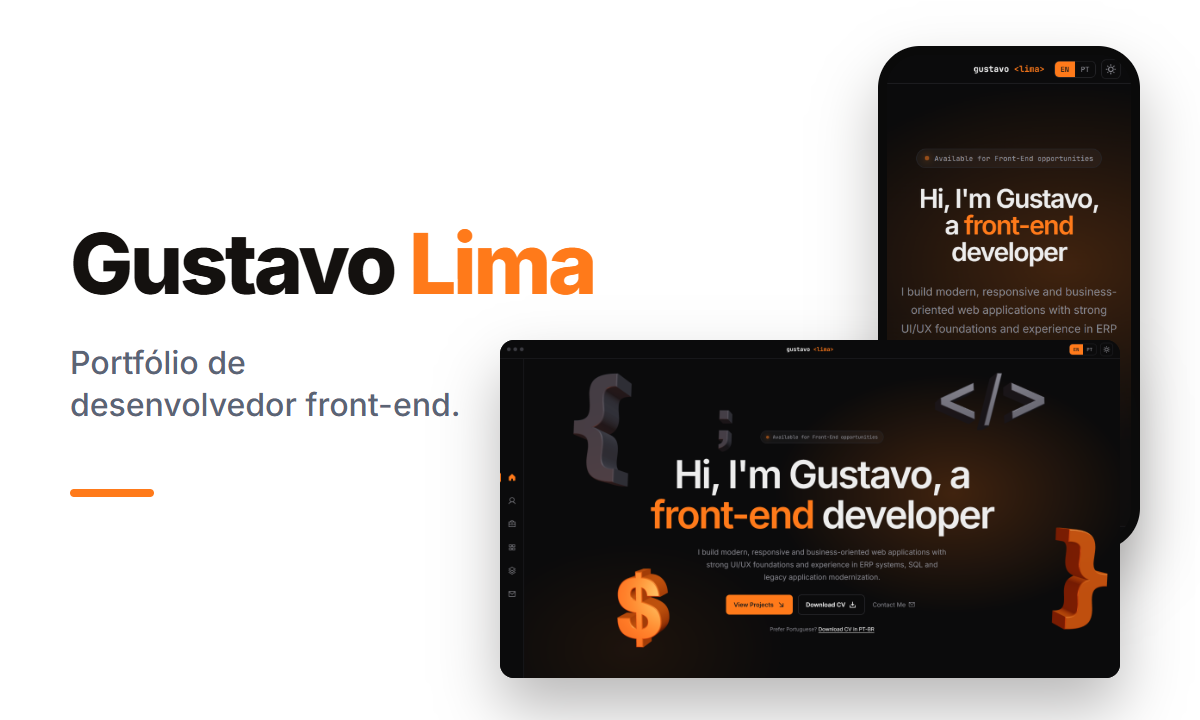 Gustavo Lima
Portfólio de
desenvolvedor front-end.
gustavo <lima>
EN PT
Available for Front-End opportunities
Hi, I'm Gustavo,
a front-end
developer
I build modern, responsive and business-
oriented web applications with strong
UI/UX foundations and experience in ERP
gustavo <lima>
EN PT
{ ; </>
Available for Front-End opportunities
Hi, I'm Gustavo, a
front-end developer
I build modern, responsive and business-oriented web applications with
strong UI/UX foundations and experience in ERP systems, SQL and
legacy application modernization.
}
$
View Projects
Download CV
Contact Me
Prefer Portuguese? Download CV in PT-BR